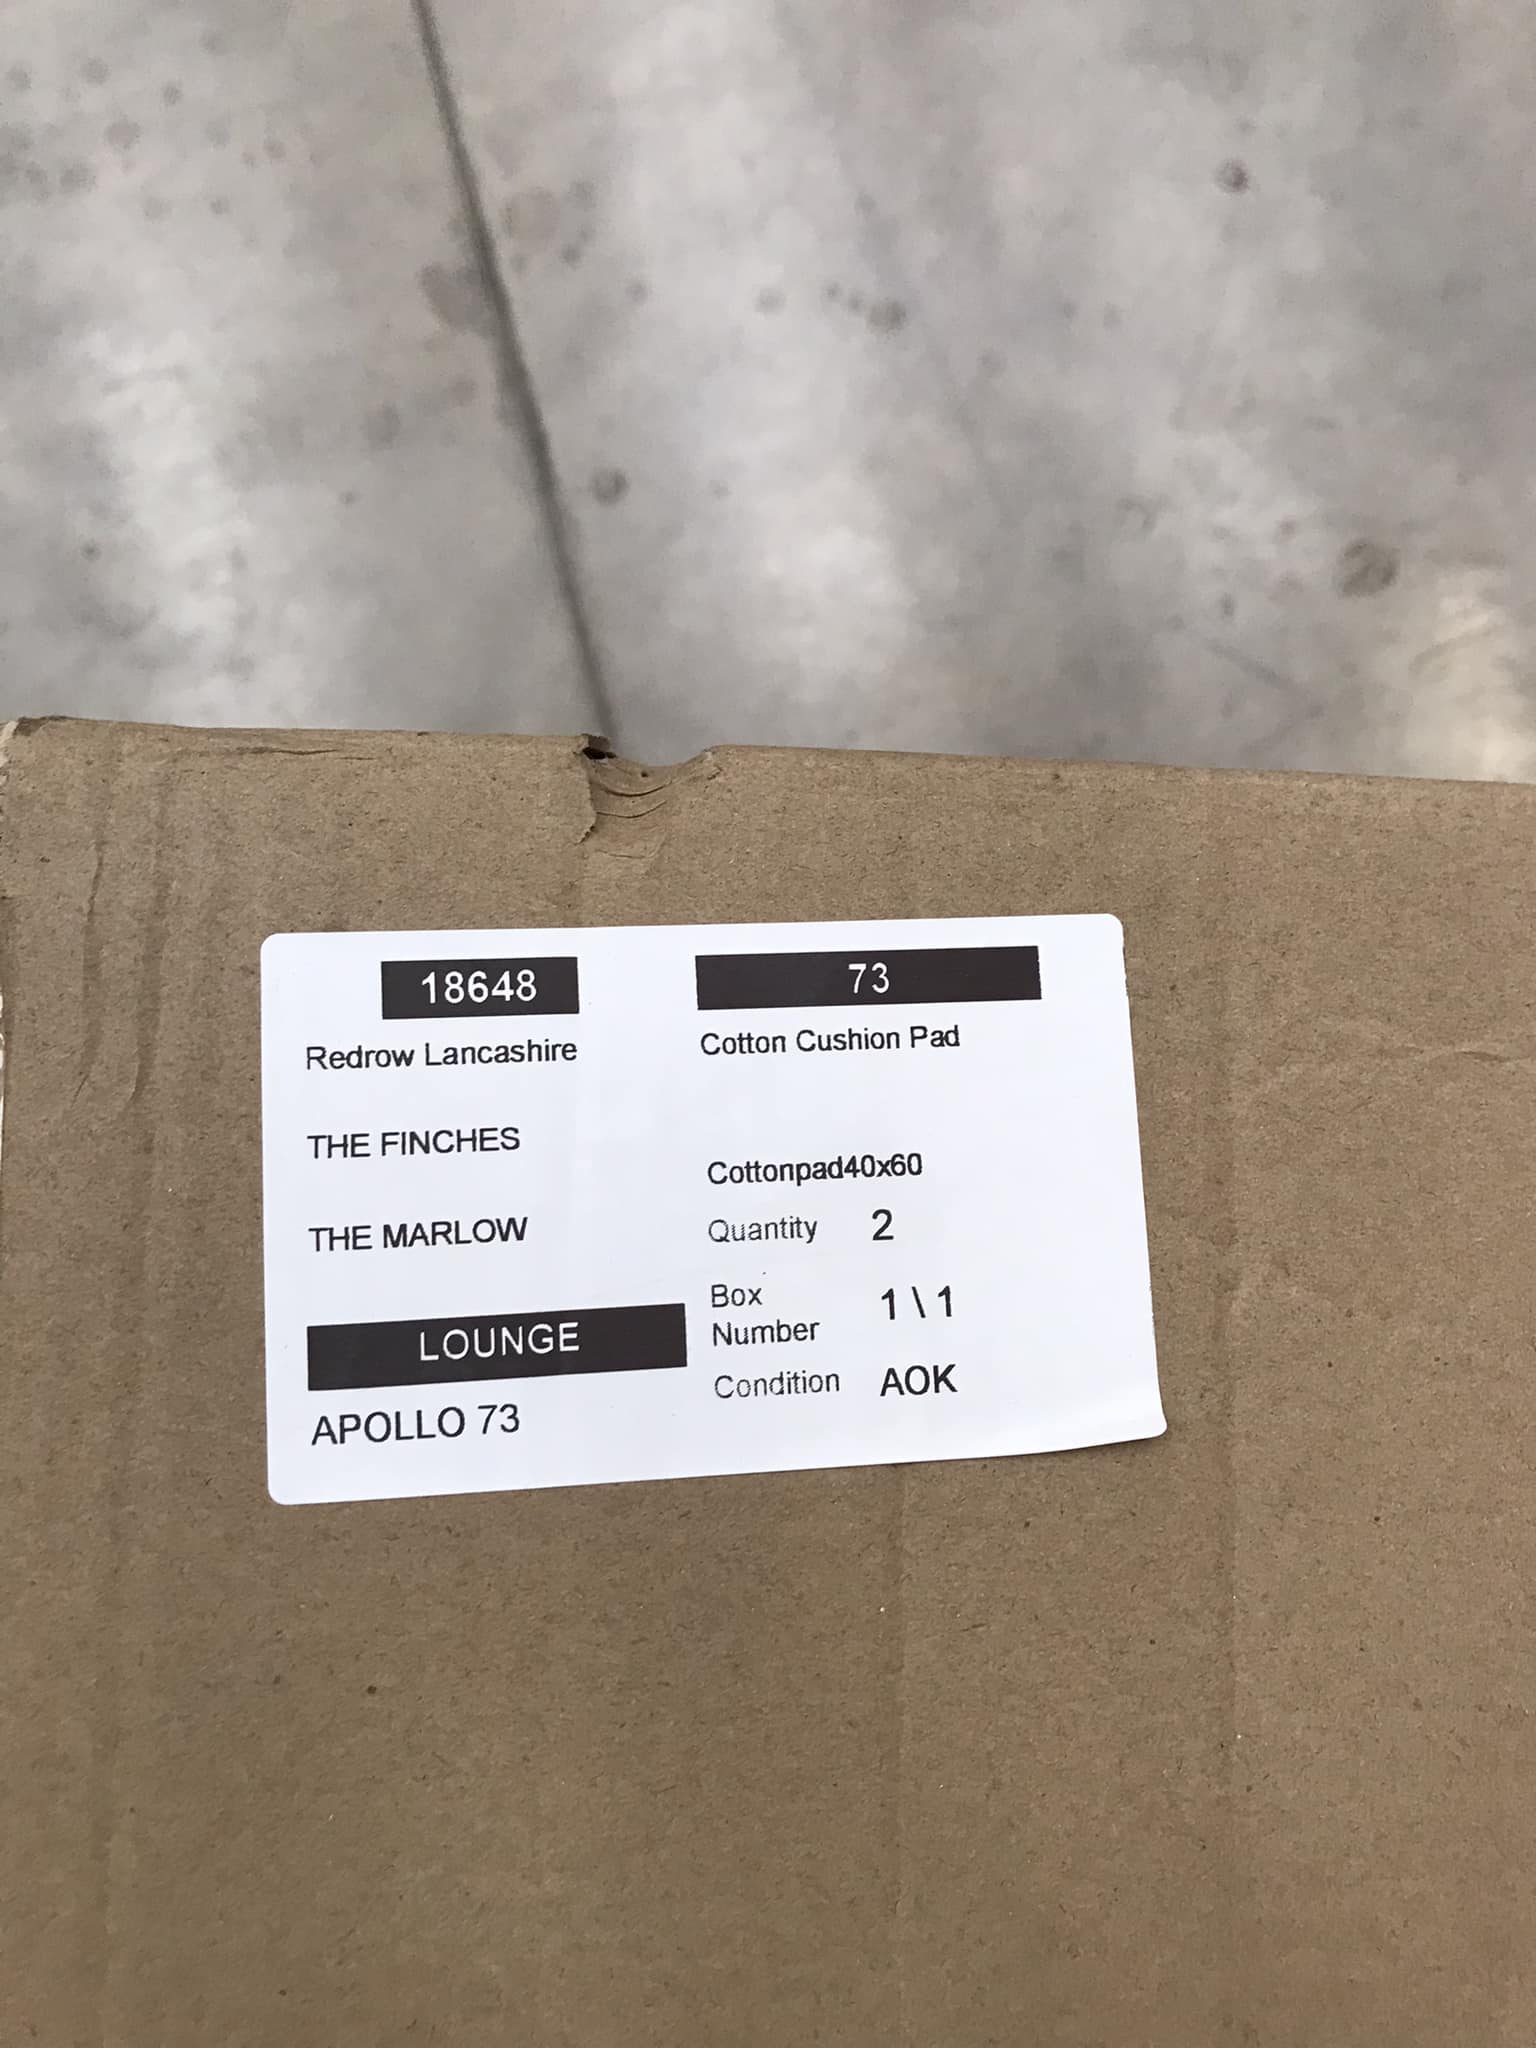 18648
Redrow Lancashire
THE FINCHES
THE MARLOW
LOUNGE
APOLLO 73
73
Cotton Cushion Pad
Cottonpad40x60
Quantity 2
Box
Number 1 \ 1
Condition AOK